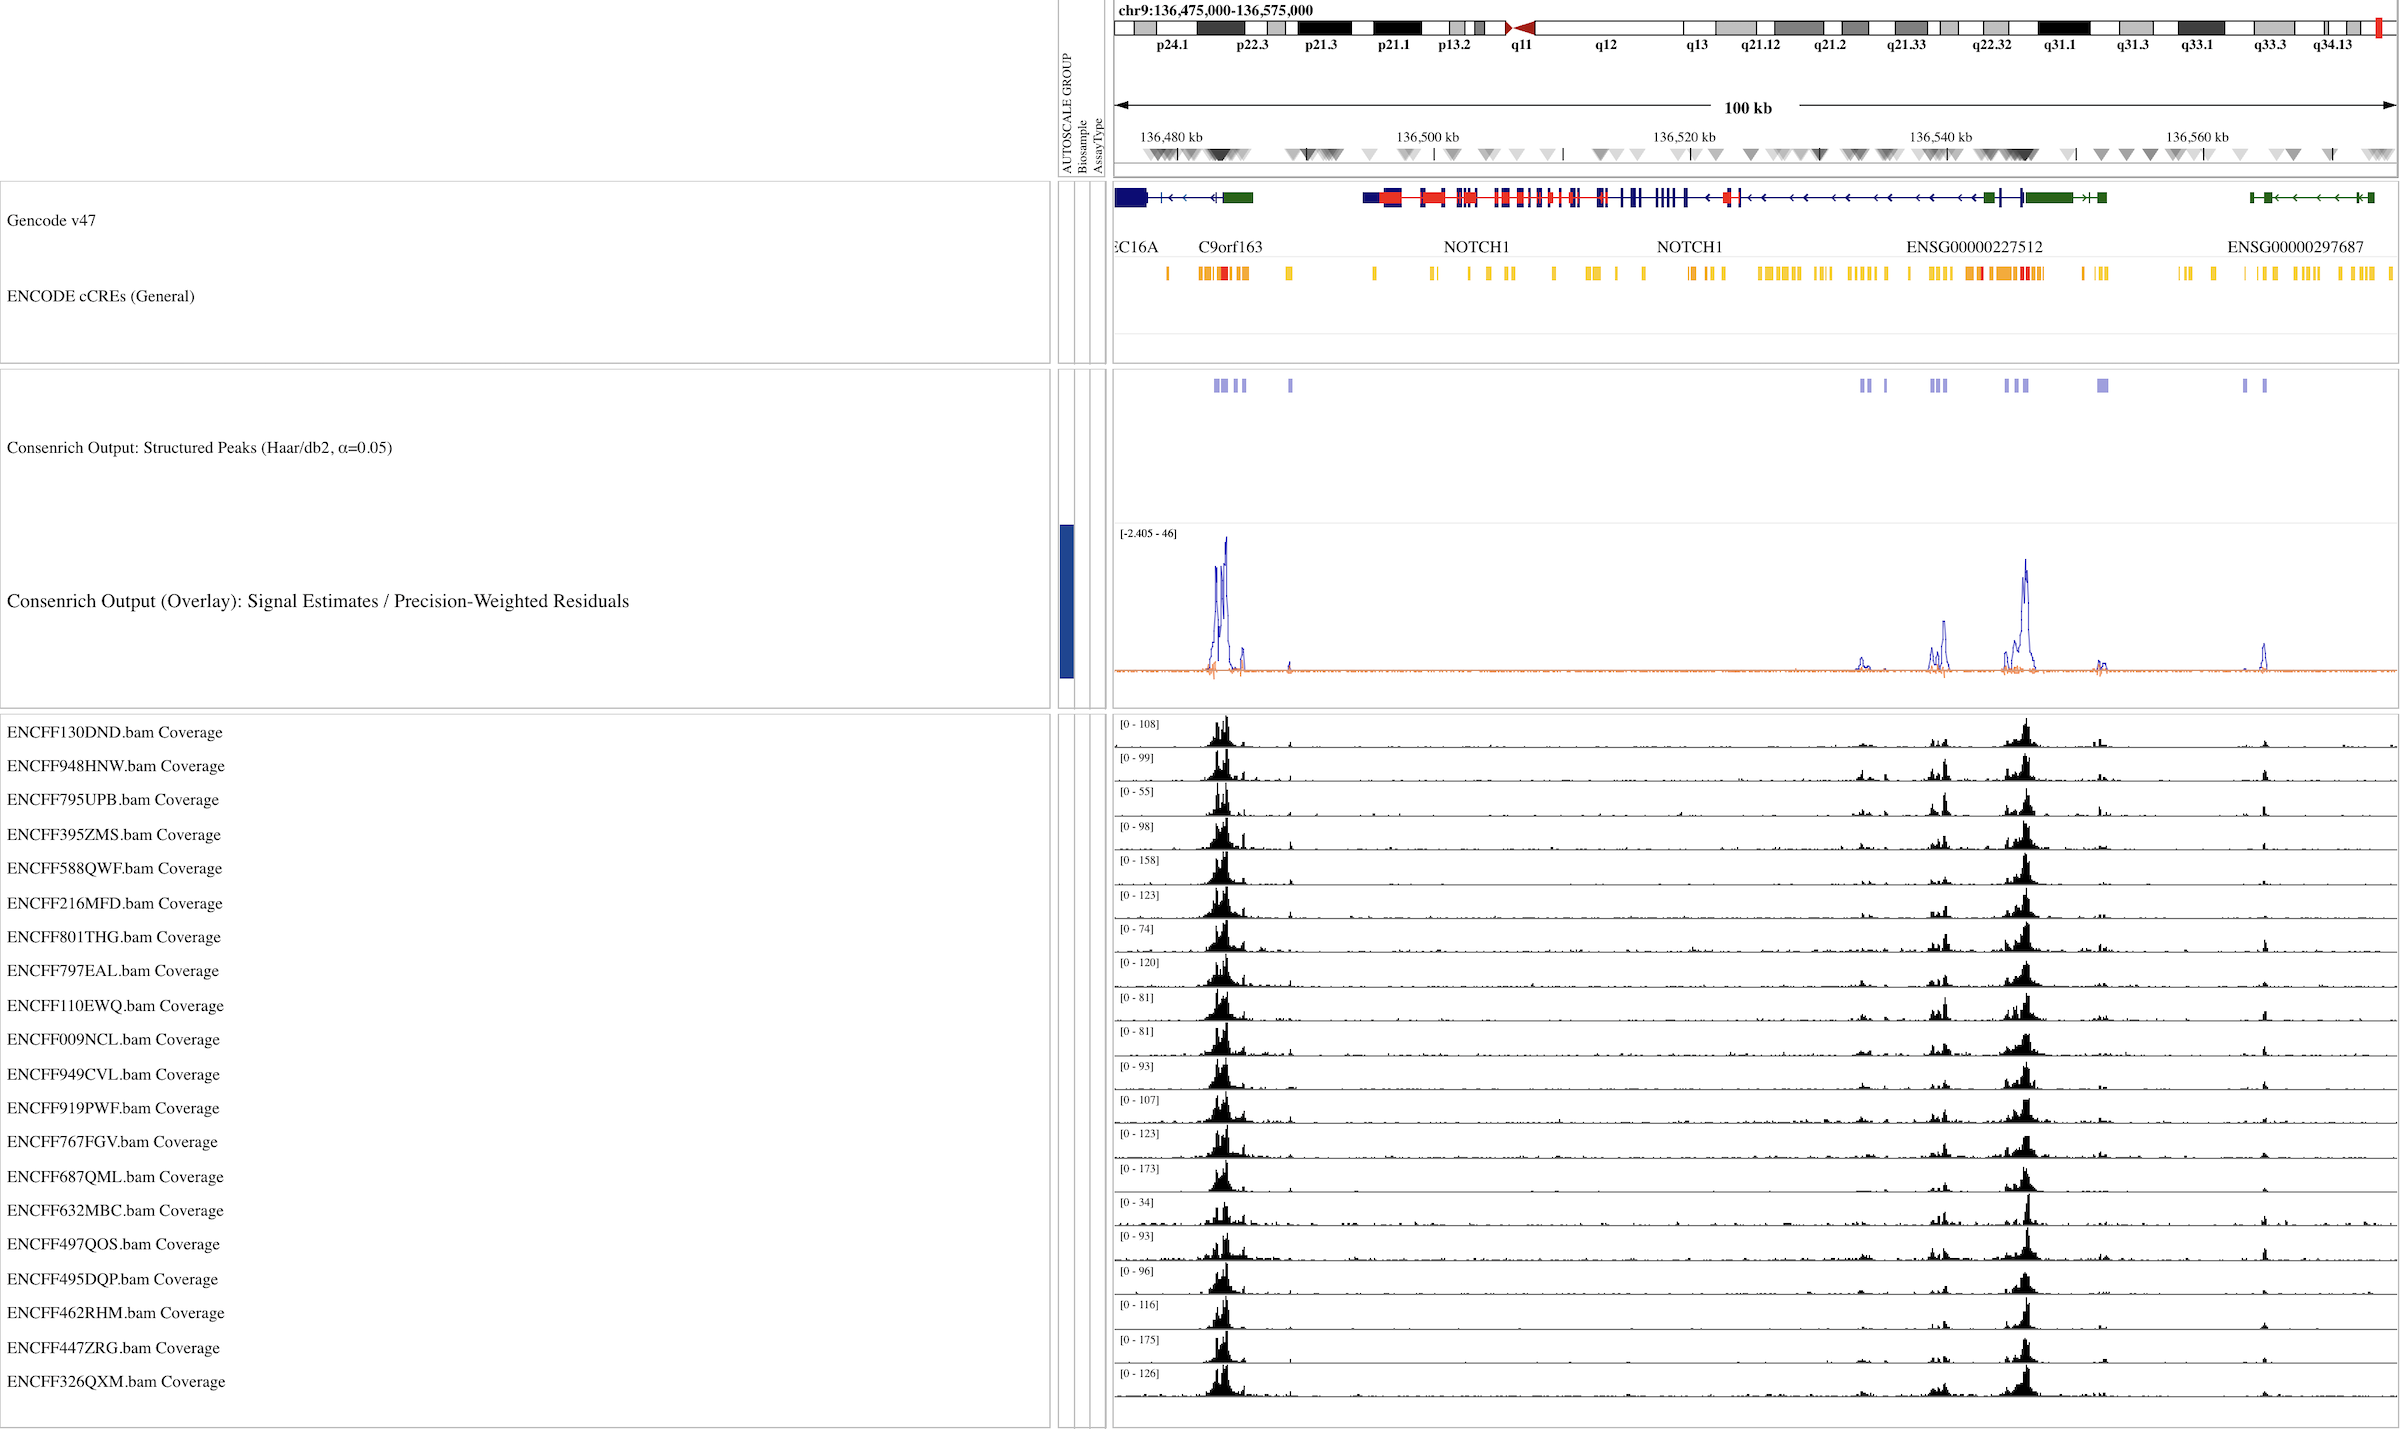 chr9:136,475,000-136,575,000
p24.1 p22.3 p21.3 p21.1 p13.2 q11 q12 q13 q21.12 q21.2 q21.33 q22.32 q31.1 q31.3 q33.1 q33.3 q34.13
AUTOSCALE GROUP
Biosample
AssayType
100 kb
136,480 kb 136,500 kb 136,520 kb 136,540 kb 136,560 kb
Gencode v47
EC16A C9orf163 NOTCH1 NOTCH1 ENSG00000227512 ENSG00000297687
ENCODE cCREs (General)
Consenrich Output: Structured Peaks (Haar/db2, α=0.05)
[-2.405 - 46]
Consenrich Output (Overlay): Signal Estimates / Precision-Weighted Residuals
ENCFF130DND.bam Coverage [0 - 108]
ENCFF948HNW.bam Coverage [0 - 99]
ENCFF795UPB.bam Coverage [0 - 55]
ENCFF395ZMS.bam Coverage [0 - 98]
ENCFF588QWF.bam Coverage [0 - 158]
ENCFF216MFD.bam Coverage [0 - 123]
ENCFF801THG.bam Coverage [0 - 74]
ENCFF797EAL.bam Coverage [0 - 120]
ENCFF110EWQ.bam Coverage [0 - 81]
ENCFF009NCL.bam Coverage [0 - 81]
ENCFF949CVL.bam Coverage [0 - 93]
ENCFF919PWF.bam Coverage [0 - 107]
ENCFF767FGV.bam Coverage [0 - 123]
ENCFF687QML.bam Coverage [0 - 173]
ENCFF632MBC.bam Coverage [0 - 34]
ENCFF497QOS.bam Coverage [0 - 93]
ENCFF495DQP.bam Coverage [0 - 96]
ENCFF462RHM.bam Coverage [0 - 116]
ENCFF447ZRG.bam Coverage [0 - 175]
ENCFF326QXM.bam Coverage [0 - 126]